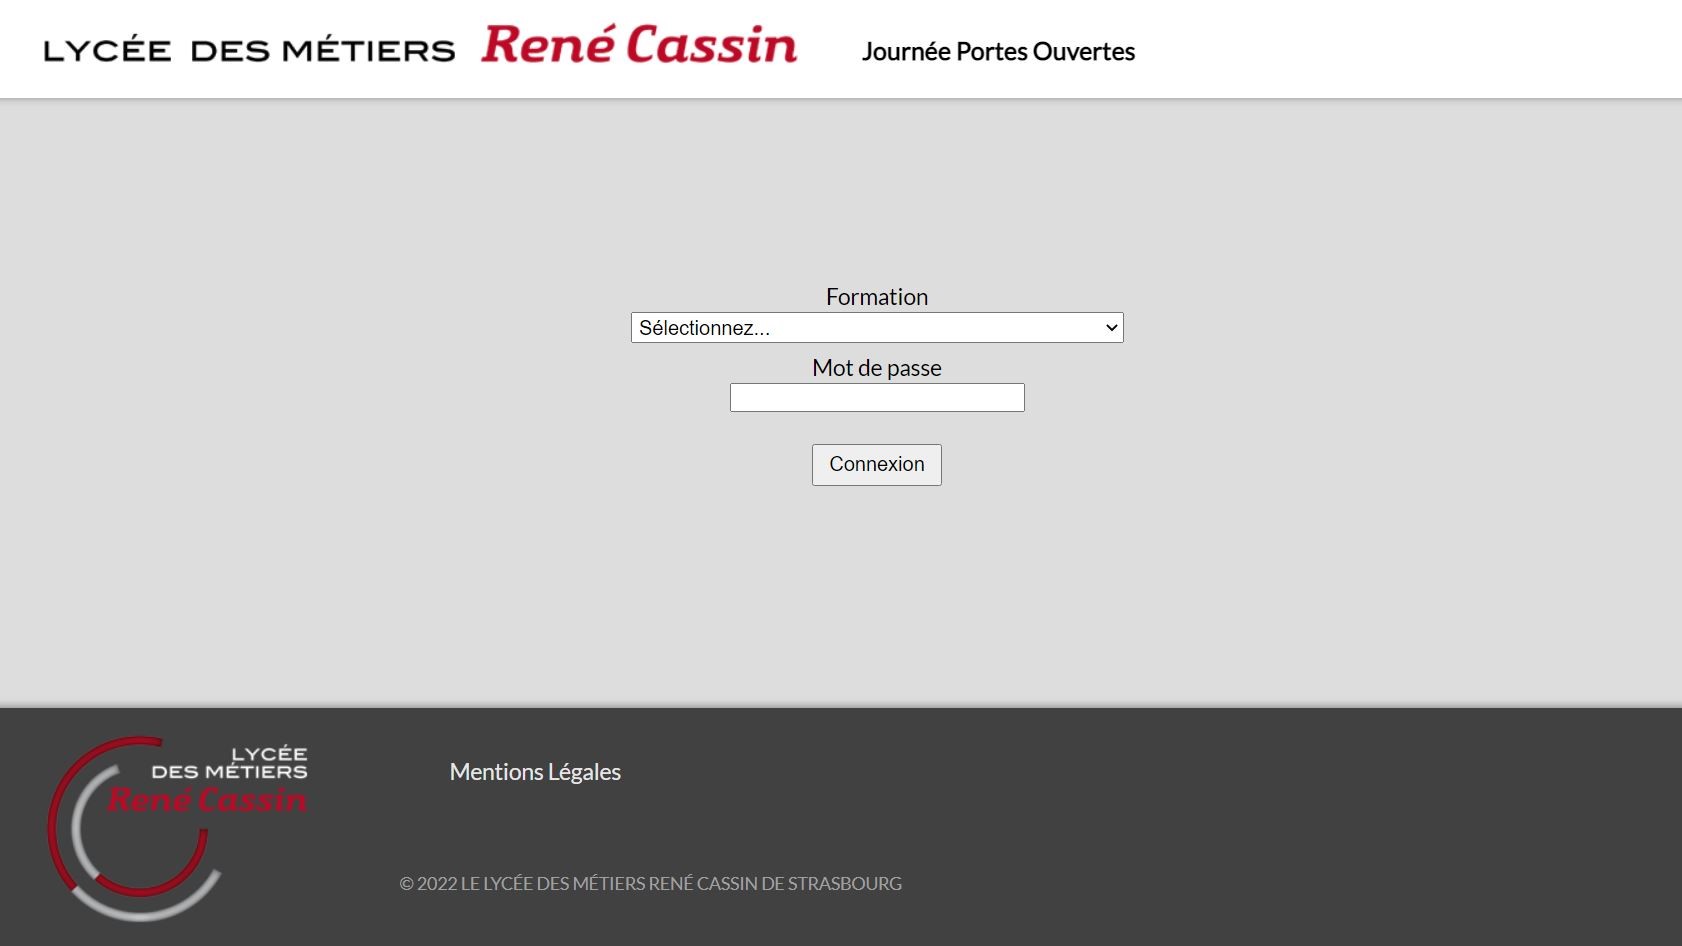 LYCÉE DES MÉTIERS René Cassin
Journée Portes Ouvertes
Formation
Sélectionnez...
Mot de passe
Connexion
LYCÉE
DES MÉTIERS
René Cassin
Mentions Légales
© 2022 LE LYCÉE DES MÉTIERS RENÉ CASSIN DE STRASBOURG